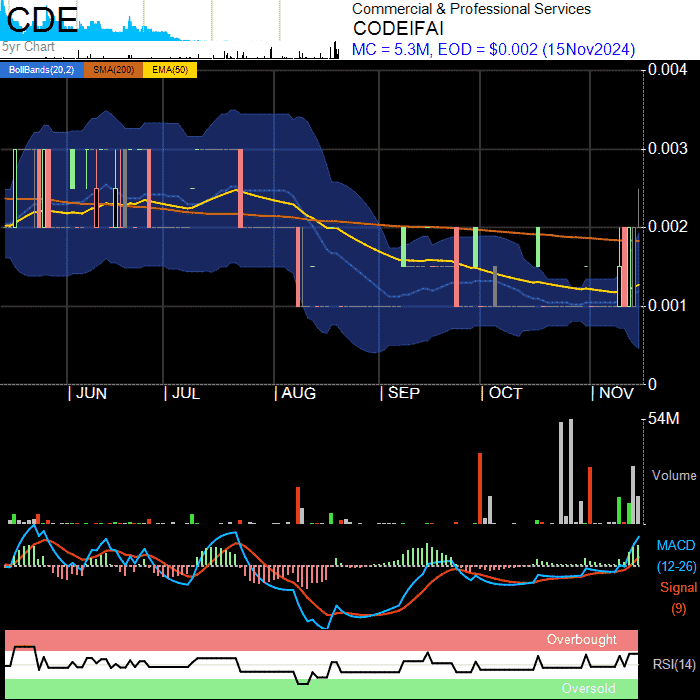 CDE
5yr Chart
Commercial & Professional Services
CODEIFAI
MC = 5.3M, EOD = $0.002 (15Nov2024)
BollBands(20,2) SMA(200) EMA(50)
0.004
0.003
0.002
0.001
0
JUN JUL AUG SEP OCT NOV
54M
Volume
MACD
(12-26)
Signal
(9)
Overbought
RSI(14)
Oversold